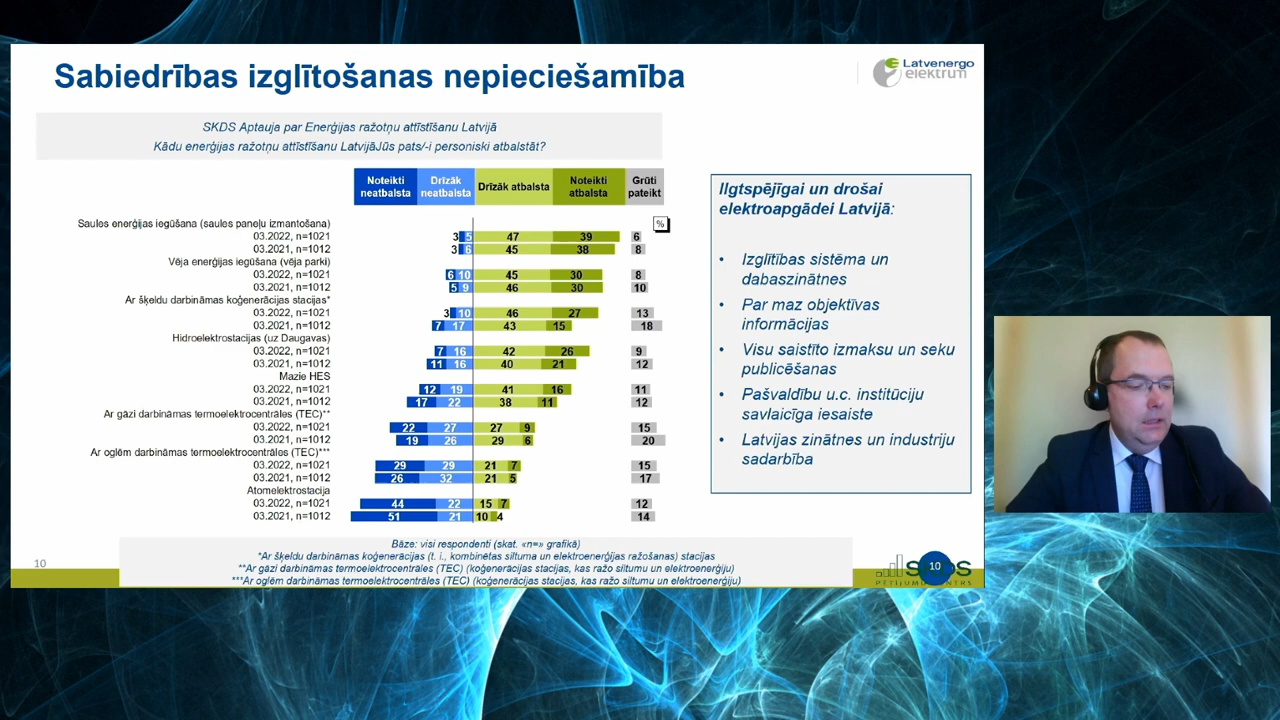 Sabiedrības izglītošanas nepieciešamība
Latvenergo
elektrum
SKDS Aptauja par Enerģijas ražotņu attīstīšanu Latvijā
Kādu enerģijas ražotņu attīstīšanu LatvijāJūs pats/-i personiski atbalstāt?
Noteikti neatbalsta
Drīzāk neatbalsta
Drīzāk atbalsta
Noteikti atbalsta
Grūti pateikt
%
Saules enerģijas iegūšana (saules paneļu izmantošana)
03.2022, n=1021 3 5 47 39 6
03.2021, n=1012 3 6 45 38 8
Vēja enerģijas iegūšana (vēja parki)
03.2022, n=1021 6 10 45 30 8
03.2021, n=1012 5 9 46 30 10
Ar šķeldu darbināmas koģenerācijas stacijas*
03.2022, n=1021 3 10 46 27 13
03.2021, n=1012 7 17 43 15 18
Hidroelektrostacijas (uz Daugavas)
03.2022, n=1021 7 16 42 26 9
03.2021, n=1012 11 16 40 21 12
Mazie HES
03.2022, n=1021 12 19 41 16 11
03.2021, n=1012 17 22 38 11 12
Ar gāzi darbināmas termoelektrocentrāles (TEC)**
03.2022, n=1021 22 27 27 9 15
03.2021, n=1012 19 26 29 6 20
Ar oglēm darbināmas termoelektrocentrāles (TEC)***
03.2022, n=1021 29 29 21 7 15
03.2021, n=1012 26 32 21 5 17
Atomelektrostacija
03.2022, n=1021 44 22 15 7 12
03.2021, n=1012 51 21 10 4 14
Bāze: visi respondenti (skat. «n=» grafikā)
*Ar šķeldu darbināmas koģenerācijas (t. i., kombinētas siltuma un elektroenerģijas ražošanas) stacijas
**Ar gāzi darbināmas termoelektrocentrāles (TEC) (koģenerācijas stacijas, kas ražo siltumu un elektroenerģiju)
***Ar oglēm darbināmas termoelektrocentrāles (TEC) (koģenerācijas stacijas, kas ražo siltumu un elektroenerģiju)
Ilgtspējīgai un drošai
elektroapgādei Latvijā:
• Izglītības sistēma un
dabaszinātnes
• Par maz objektīvas
informācijas
• Visu saistīto izmaksu un seku
publicēšanas
• Pašvaldību u.c. institūciju
savlaicīga iesaiste
• Latvijas zinātnes un industriju
sadarbība
10
10